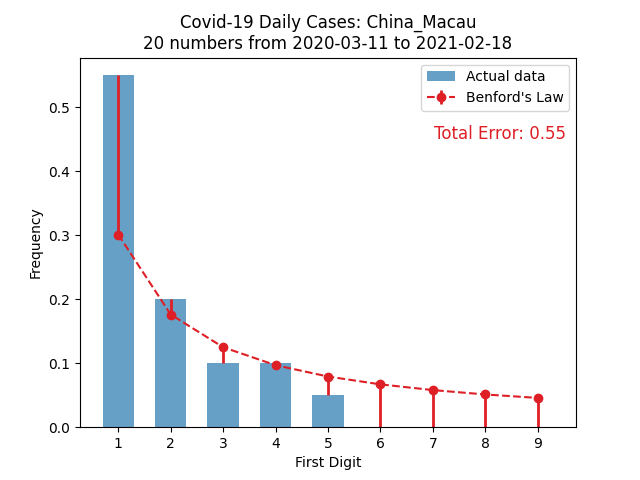 Covid-19 Daily Cases: China_Macau
20 numbers from 2020-03-11 to 2021-02-18
Actual data
Benford's Law
Total Error: 0.55
Frequency
0.5
0.4
0.3
0.2
0.1
0.0
1 2 3 4 5 6 7 8 9
First Digit